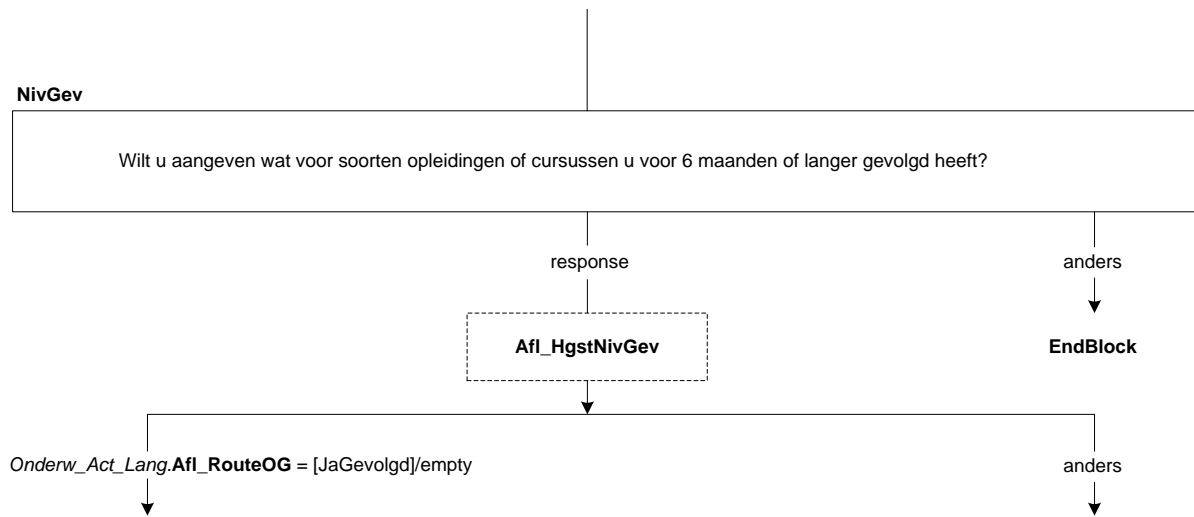 NivGev
Wilt u aangeven wat voor soorten opleidingen of cursussen u voor 6 maanden of langer gevolgd heeft?
response
anders
Afl_HgstNivGev
EndBlock
Onderw_Act_Lang.Afl_RouteOG = [JaGevolgd]/empty
anders